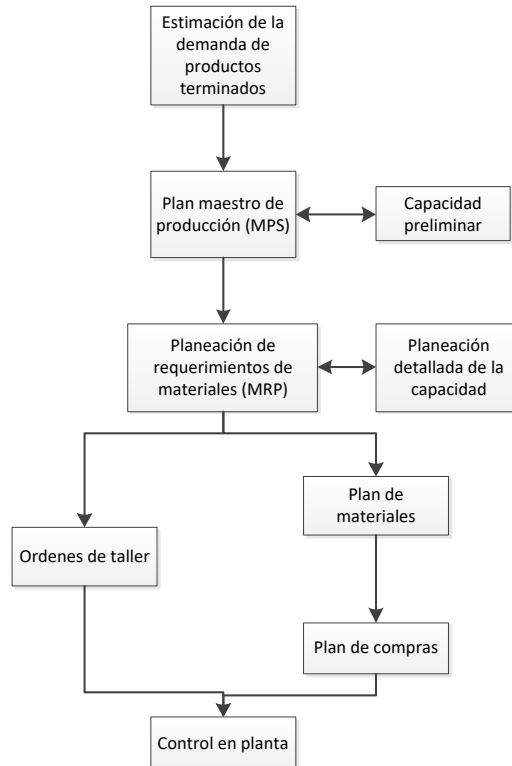 Estimación de la
demanda de
productos
terminados
Plan maestro de
producción (MPS)
Capacidad
preliminar
Planeación de
requerimientos de
materiales (MRP)
Planeación
detallada de la
capacidad
Plan de
materiales
Ordenes de taller
Plan de compras
Control en planta